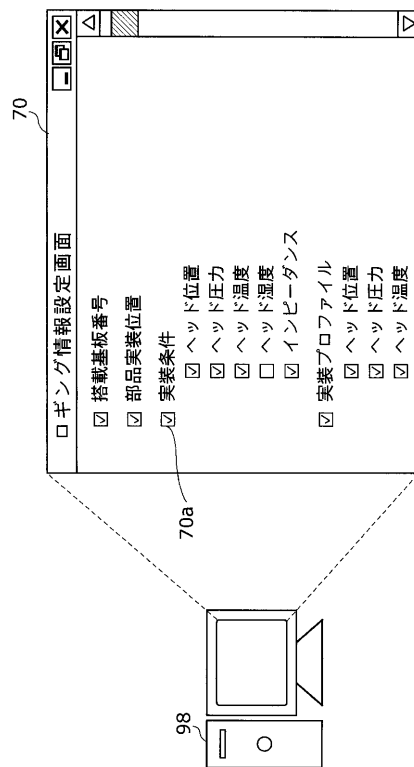 70
ロギング情報設定画面
☑ 搭載基板番号
☑ 部品実装位置
☑ 実装条件
☑ ヘッド位置
☑ ヘッド圧力
☑ ヘッド温度
☐ ヘッド湿度
☑ インピーダンス
☑ 実装プロファイル
☑ ヘッド位置
☑ ヘッド圧力
☑ ヘッド温度
70a
98